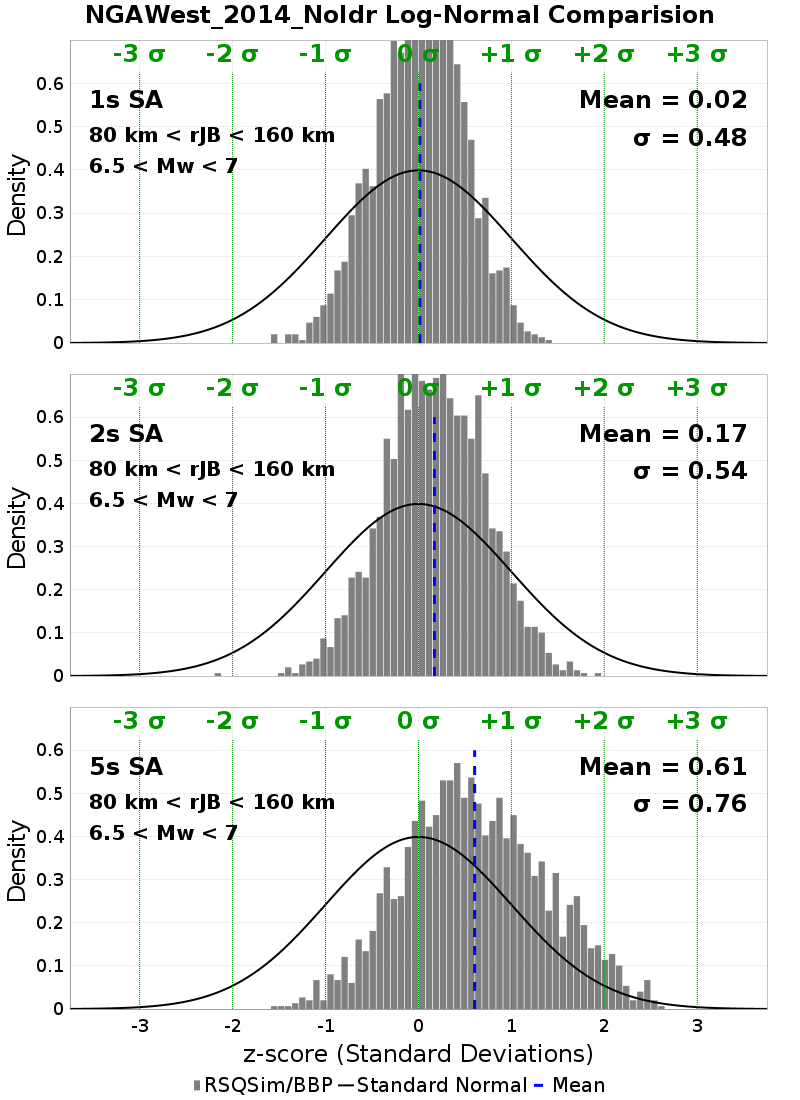 NGAWest_2014_NoIdr Log-Normal Comparision
-3 σ -2 σ -1 σ 0 σ +1 σ +2 σ +3 σ
1s SA
Mean = 0.02
80 km < rJB < 160 km
σ = 0.48
6.5 < Mw < 7
Density
0.6
0.5
0.4
0.3
0.2
0.1
0
-3 σ -2 σ -1 σ 0 σ +1 σ +2 σ +3 σ
2s SA
Mean = 0.17
80 km < rJB < 160 km
σ = 0.54
6.5 < Mw < 7
Density
0.6
0.5
0.4
0.3
0.2
0.1
0
-3 σ -2 σ -1 σ 0 σ +1 σ +2 σ +3 σ
5s SA
Mean = 0.61
80 km < rJB < 160 km
σ = 0.76
6.5 < Mw < 7
Density
0.6
0.5
0.4
0.3
0.2
0.1
0
-3 -2 -1 0 1 2 3
z-score (Standard Deviations)
RSQSim/BBP Standard Normal Mean